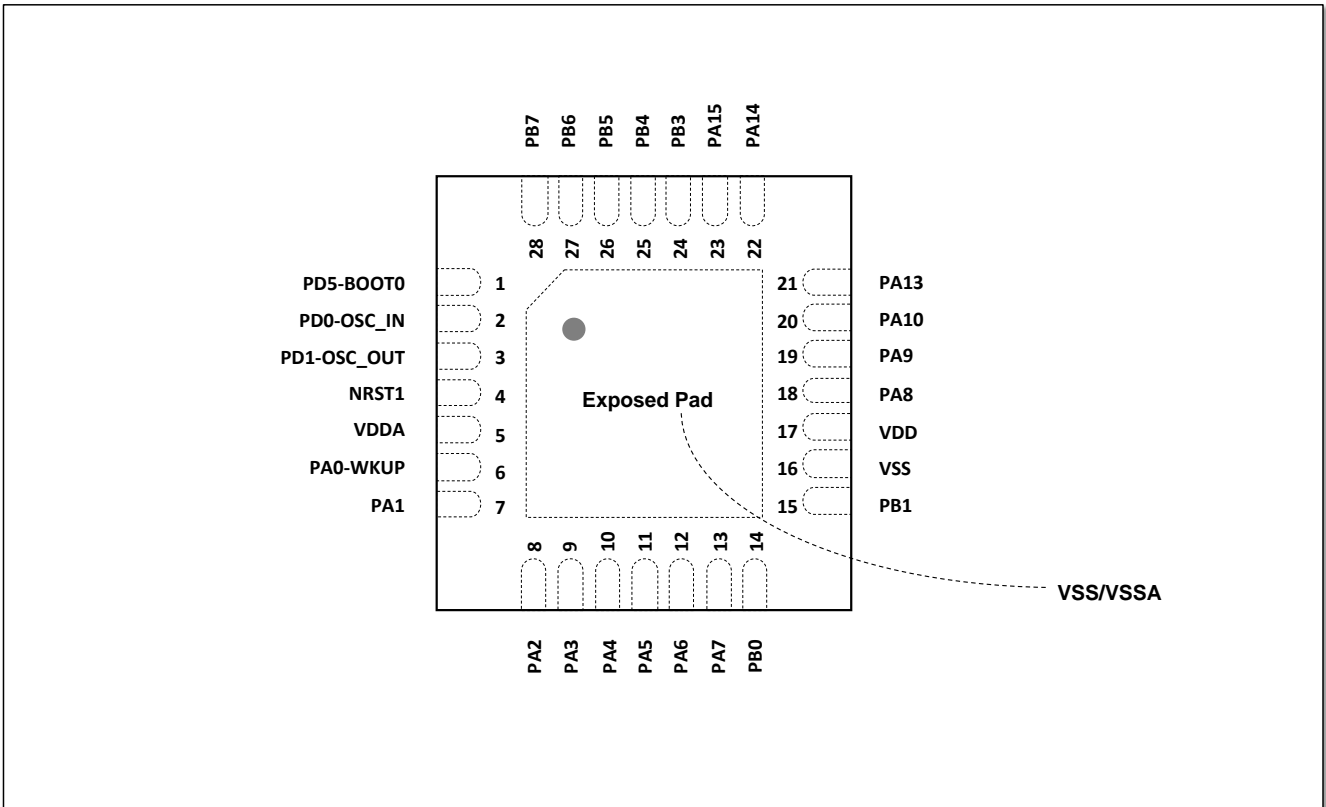 PB7
PB6
PB5
PB4
PB3
PA15
PA14
28
27
26
25
24
23
22
PD5-BOOT0 1
PD0-OSC_IN 2
PD1-OSC_OUT 3
NRST1 4
VDDA 5
PA0-WKUP 6
PA1 7
Exposed Pad
21 PA13
20 PA10
19 PA9
18 PA8
17 VDD
16 VSS
15 PB1
8
9
10
11
12
13
14
VSS/VSSA
PA2
PA3
PA4
PA5
PA6
PA7
PB0